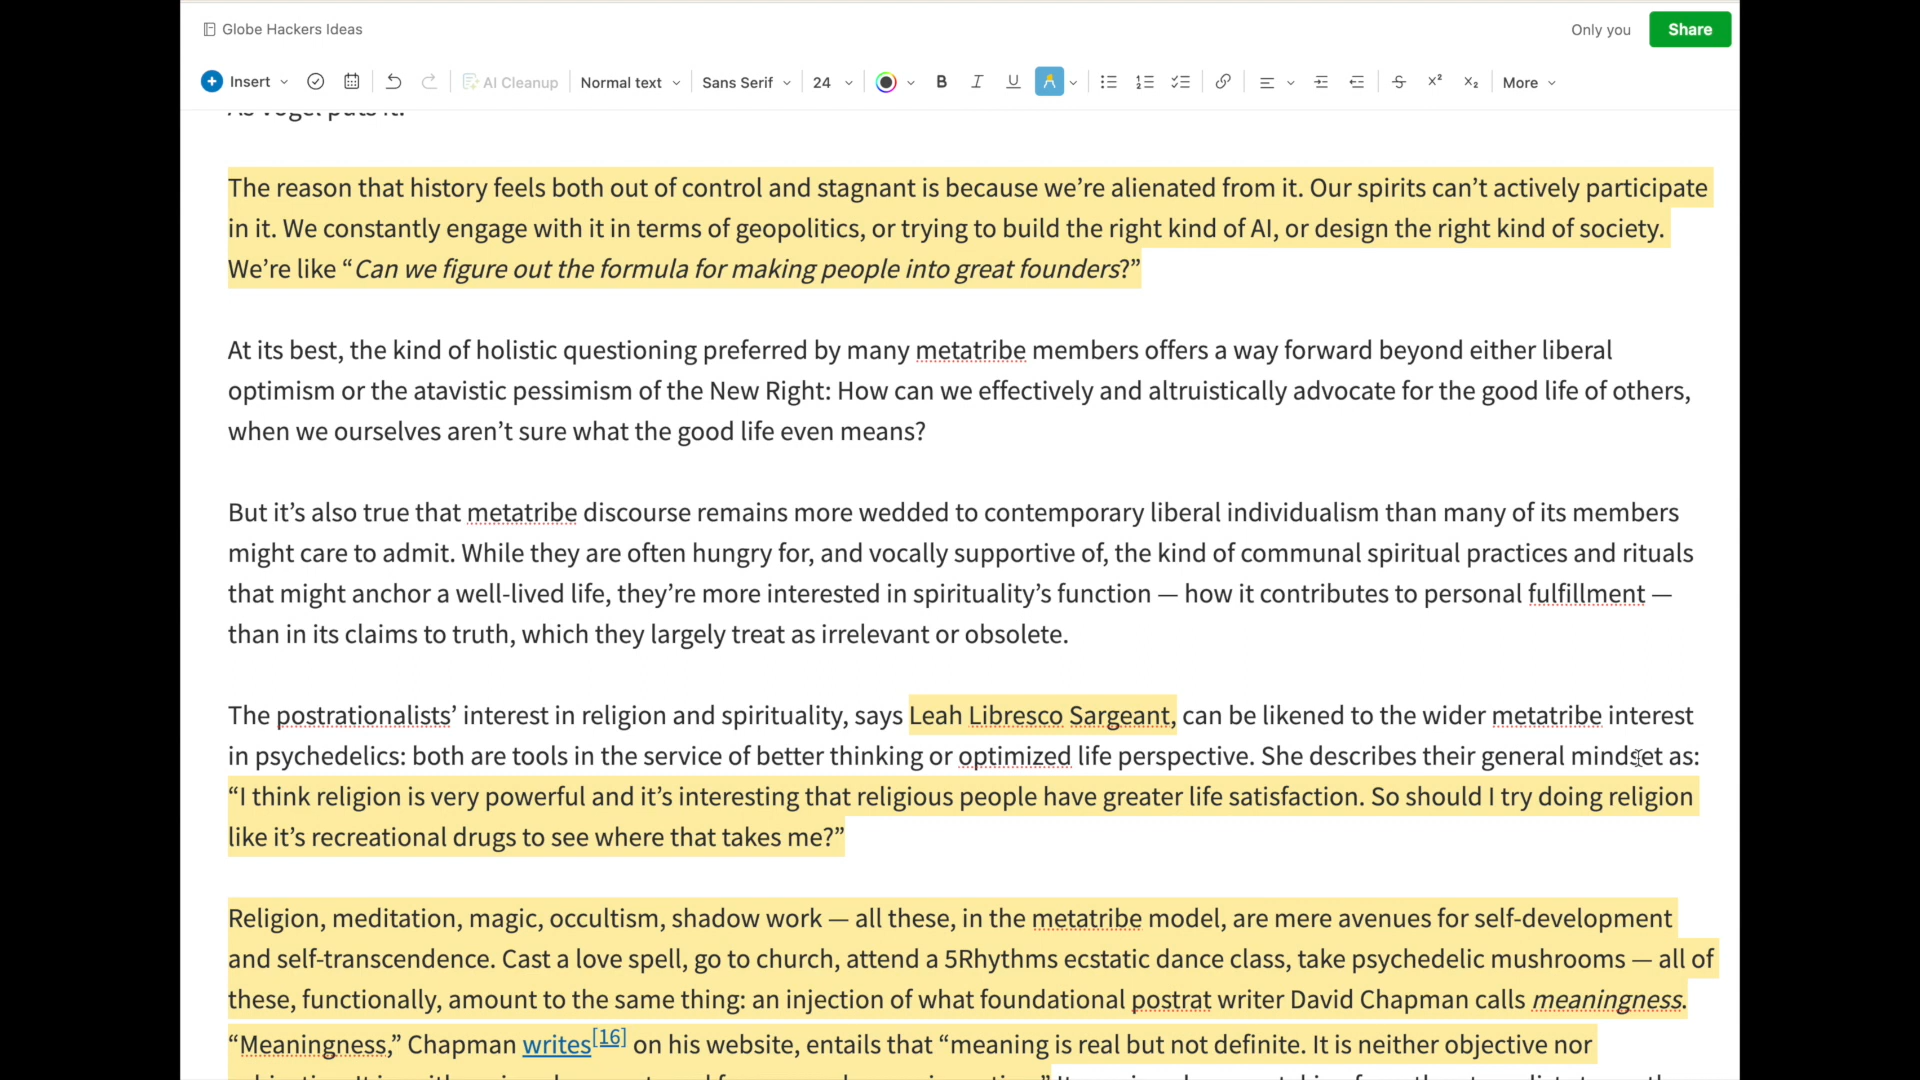 Globe Hackers Ideas
Only you
Share
Insert
AI Cleanup
Normal text
Sans Serif
24
More
As Vogel puts it:
The reason that history feels both out of control and stagnant is because we’re alienated from it. Our spirits can’t actively participate
in it. We constantly engage with it in terms of geopolitics, or trying to build the right kind of AI, or design the right kind of society.
We’re like “Can we figure out the formula for making people into great founders?”
At its best, the kind of holistic questioning preferred by many metatribe members offers a way forward beyond either liberal
optimism or the atavistic pessimism of the New Right: How can we effectively and altruistically advocate for the good life of others,
when we ourselves aren’t sure what the good life even means?
But it’s also true that metatribe discourse remains more wedded to contemporary liberal individualism than many of its members
might care to admit. While they are often hungry for, and vocally supportive of, the kind of communal spiritual practices and rituals
that might anchor a well-lived life, they’re more interested in spirituality’s function — how it contributes to personal fulfillment —
than in its claims to truth, which they largely treat as irrelevant or obsolete.
The postrationalists’ interest in religion and spirituality, says Leah Libresco Sargeant, can be likened to the wider metatribe interest
in psychedelics: both are tools in the service of better thinking or optimized life perspective. She describes their general mindset as:
“I think religion is very powerful and it’s interesting that religious people have greater life satisfaction. So should I try doing religion
like it’s recreational drugs to see where that takes me?”
Religion, meditation, magic, occultism, shadow work — all these, in the metatribe model, are mere avenues for self-development
and self-transcendence. Cast a love spell, go to church, attend a 5Rhythms ecstatic dance class, take psychedelic mushrooms — all of
these, functionally, amount to the same thing: an injection of what foundational postrat writer David Chapman calls meaningness.
“Meaningness,” Chapman writes[16] on his website, entails that “meaning is real but not definite. It is neither objective nor